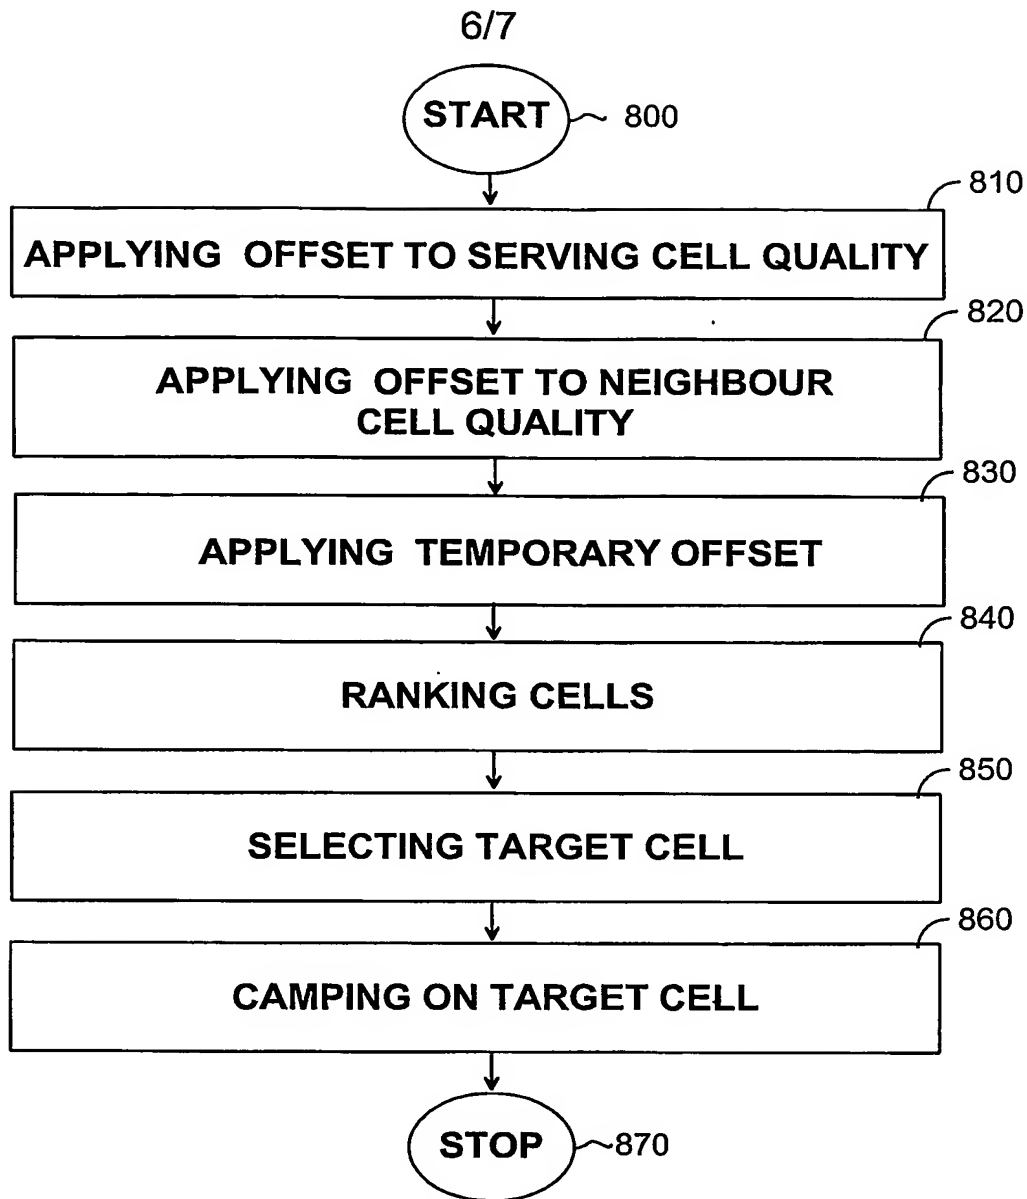 6/7
START 800
810
APPLYING OFFSET TO SERVING CELL QUALITY
820
APPLYING OFFSET TO NEIGHBOUR
CELL QUALITY
830
APPLYING TEMPORARY OFFSET
840
RANKING CELLS
850
SELECTING TARGET CELL
860
CAMPING ON TARGET CELL
STOP 870